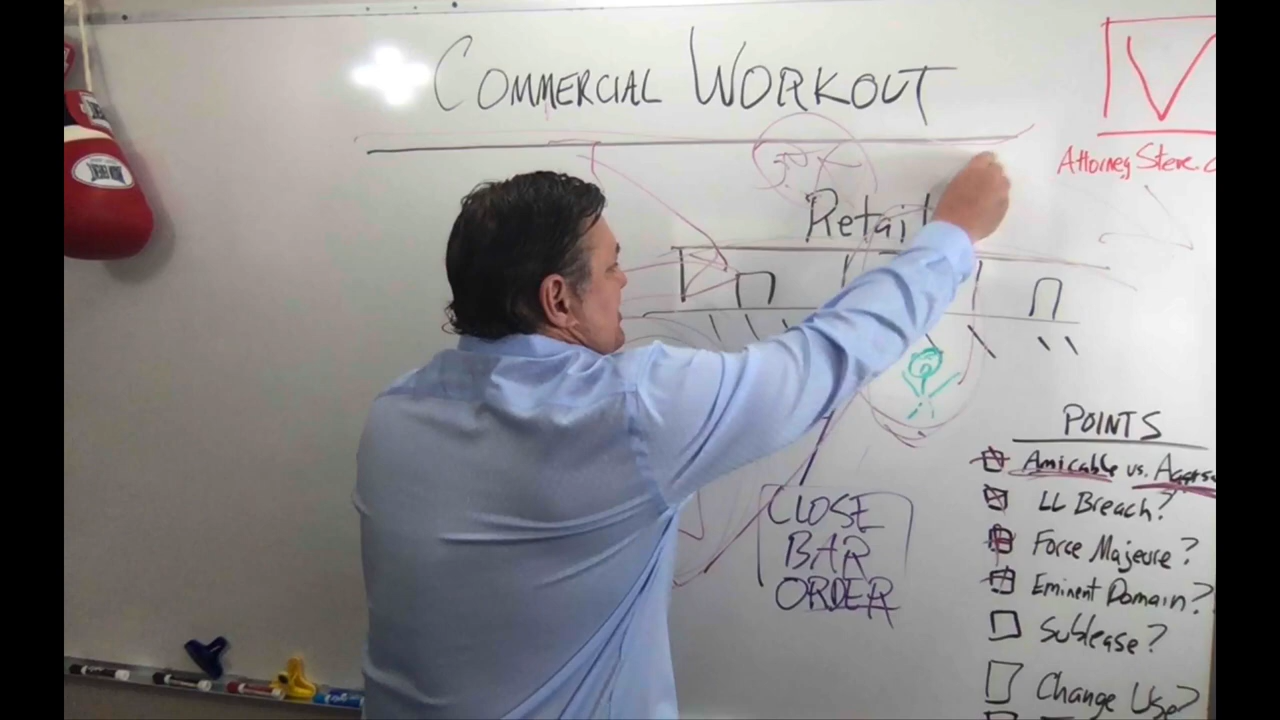 COMMERCIAL WORKOUT
V
Attorney Steve.c
Retail
POINTS
Amicable vs. Aggrs
LL Breach?
Force Majeure?
Eminent Domain?
Sublease?
Change Use?
CLOSE
BAR
ORDER